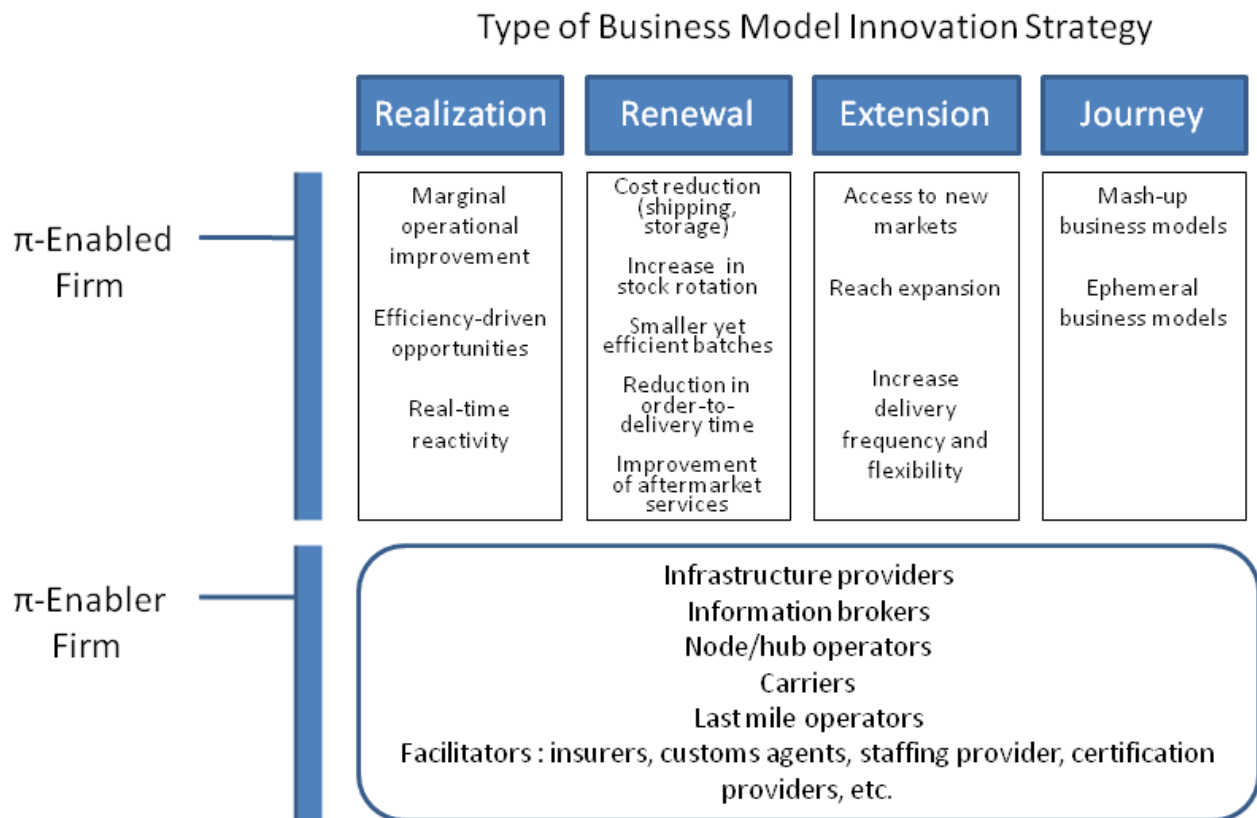 Type of Business Model Innovation Strategy
Realization
Renewal
Extension
Journey
π-Enabled
Firm
Marginal
operational
improvement
Efficiency-driven
opportunities
Real-time
reactivity
Cost reduction
(shipping,
storage)
Increase in
stock rotation
Smaller yet
efficient batches
Reduction in
order-to-
delivery time
Improvement
of aftermarket
services
Access to new
markets
Reach expansion
Increase
delivery
frequency and
flexibility
Mash-up
business models
Ephemeral
business models
π-Enabler
Firm
Infrastructure providers
Information brokers
Node/hub operators
Carriers
Last mile operators
Facilitators : insurers, customs agents, staffing provider, certification
providers, etc.